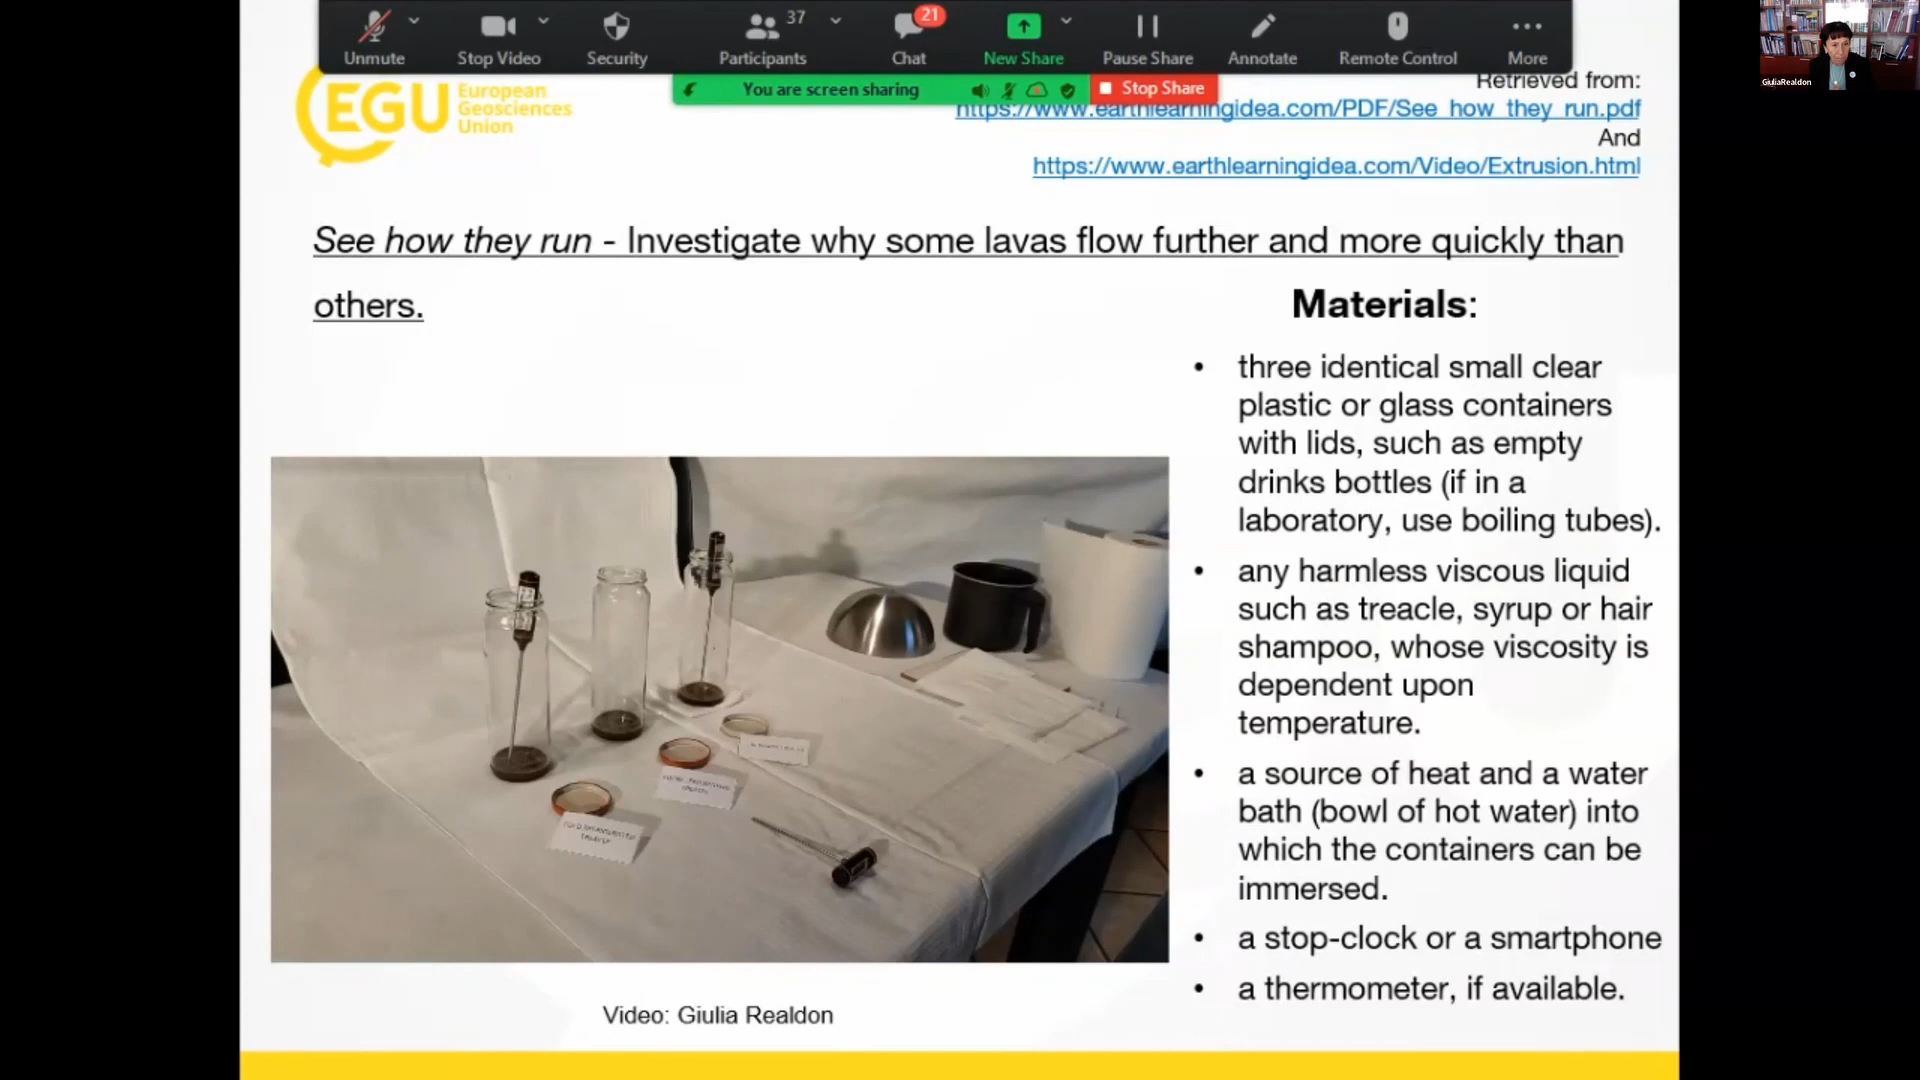 Unmute
Stop Video
Security
Participants
37
Chat
21
New Share
Pause Share
Annotate
Remote Control
More
You are screen sharing
Stop Share
GiuliaRealdon
EGU
European
Geosciences
Union
Retrieved from:
https://www.earthlearningidea.com/PDF/See_how_they_run.pdf
And
https://www.earthlearningidea.com/Video/Extrusion.html
See how they run - Investigate why some lavas flow further and more quickly than
others.
Materials:
• three identical small clear
plastic or glass containers
with lids, such as empty
drinks bottles (if in a
laboratory, use boiling tubes).
• any harmless viscous liquid
such as treacle, syrup or hair
shampoo, whose viscosity is
dependent upon
temperature.
• a source of heat and a water
bath (bowl of hot water) into
which the containers can be
immersed.
• a stop-clock or a smartphone
• a thermometer, if available.
Video: Giulia Realdon